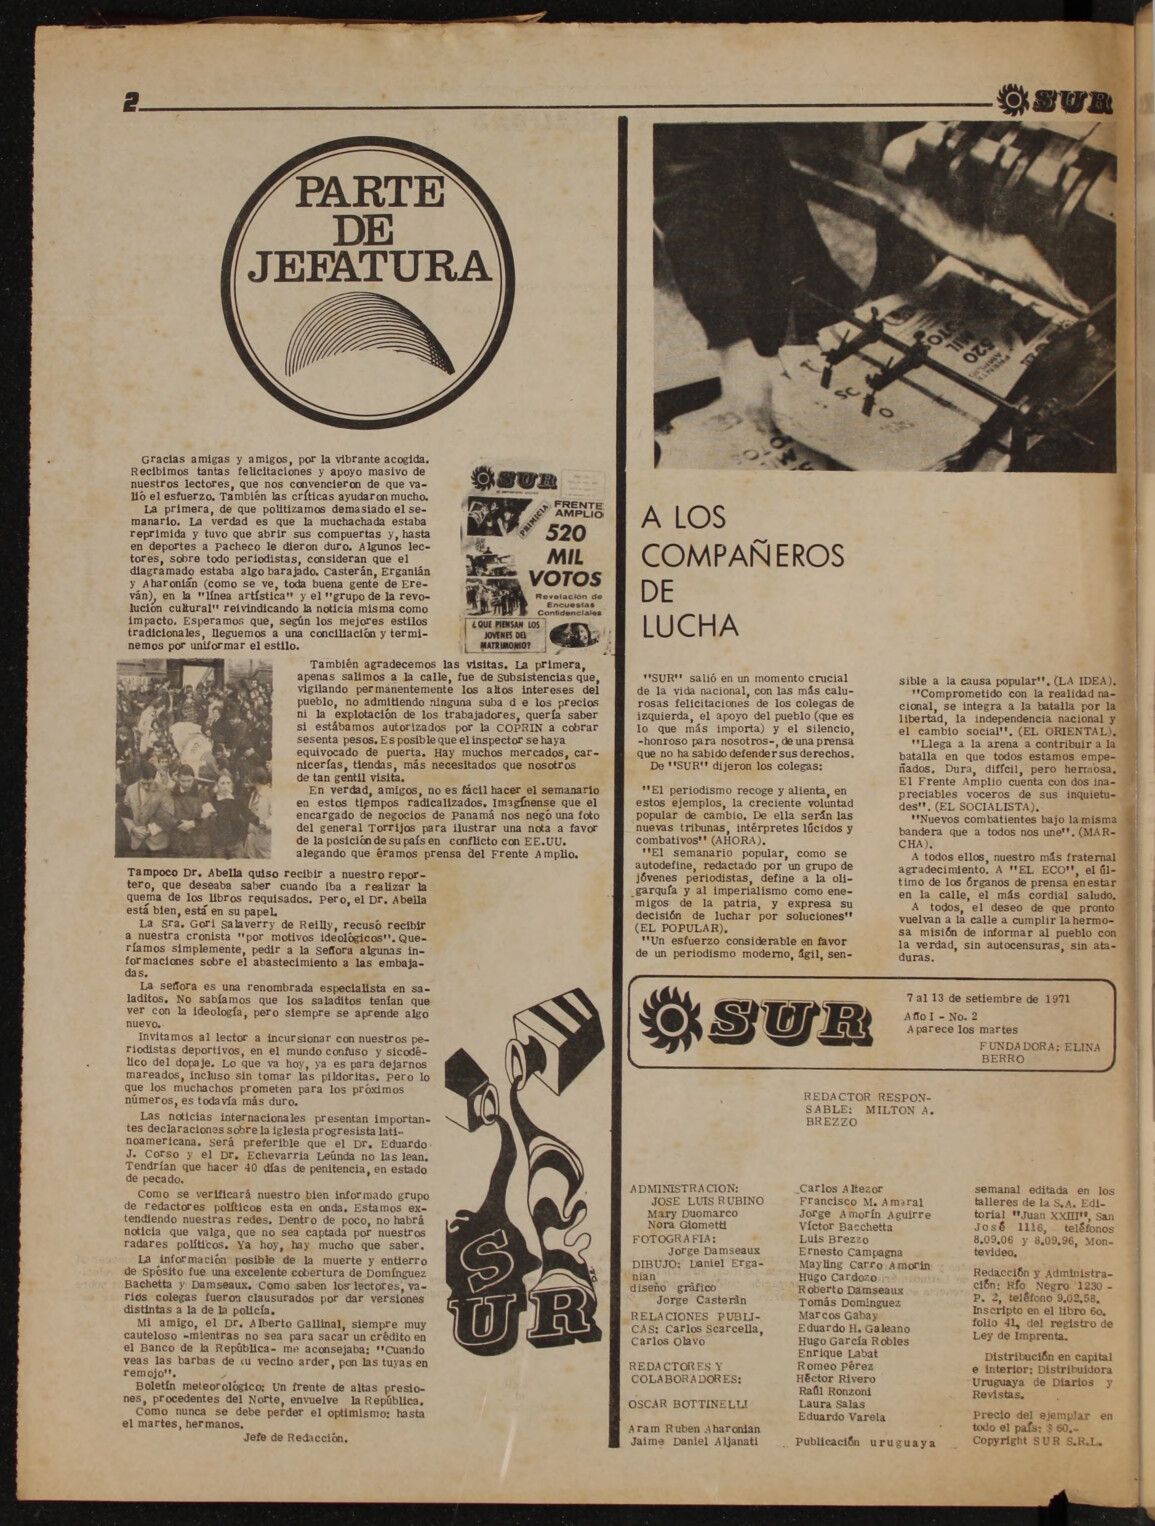 2
SUR
PARTE
DE
JEFATURA
Gracias amigas y amigos, por la vibrante acogida.
Recibimos tantas felicitaciones y apoyo masivo de
nuestros lectores, que nos convencieron de que va-
lió el esfuerzo. También las críticas ayudaron mucho.
La primera, de que politizamos demasiado el se-
manario. La verdad es que la muchachada estaba
reprimida y tuvo que abrir sus compuertas y, hasta
en deportes a Pacheco le dieron duro. Algunos lec-
tores, sobre todo periodistas, consideran que el
diagramado estaba algo barajado. Casterán, Erganián
y Aharonián (como se ve, toda buena gente de Ere-
ván), en la "línea artística" y el "grupo de la revo-
lución cultural" reivindicando la noticia misma como
impacto. Esperamos que, según los mejores estilos
tradicionales, lleguemos a una conciliación y termi-
nemos por uniformar el estilo.
SUR
PRIMICIA
FRENTE
AMPLIO
520
MIL
VOTOS
Revelación de
Encuestas
Confidenciales
¿QUE PIENSAN LOS
JOVENES DEL
MATRIMONIO?
También agradecemos las visitas. La primera,
apenas salimos a la calle, fue de Subsistencias que,
vigilando permanentemente los altos intereses del
pueblo, no admitiendo ninguna suba d e los precios
ni la explotación de los trabajadores, quería saber
si estábamos autorizados por la COPRIN a cobrar
sesenta pesos. Es posible que el inspector se haya
equivocado de puerta. Hay muchos mercados, car-
nicerías, tiendas, más necesitados que nosotros
de tan gentil visita.
En verdad, amigos, no es fácil hacer el semanario
en estos tiempos radicalizados. Imagínense que el
encargado de negocios de Panamá nos negó una foto
del general Torrijos para ilustrar una nota a favor
de la posición de su país en conflicto con EE.UU.
alegando que éramos prensa del Frente Amplio.
Tampoco Dr. Abella quiso recibir a nuestro repor-
tero, que deseaba saber cuando iba a realizar la
quema de los libros requisados. Pero, el Dr. Abella
está bien, está en su papel.
La Sra. Gori Salaverry de Reilly, recusó recibir
a nuestra cronista "por motivos ideológicos". Que-
ríamos simplemente, pedir a la Señora algunas in-
formaciones sobre el abastecimiento a las embaja-
das.
La señora es una renombrada especialista en sa-
laditos. No sabíamos que los saladitos tenían que
ver con la ideología, pero siempre se aprende algo
nuevo.
Invitamos al lector a incursionar con nuestros pe-
riodistas deportivos, en el mundo confuso y sicodé-
lico del dopaje. Lo que va hoy, ya es para dejarnos
mareados, incluso sin tomar las pildoritas. Pero lo
que los muchachos prometen para los próximos
números, es todavía más duro.
Las noticias internacionales presentan importan-
tes declaraciones sobre la iglesia progresista lati-
noamericana. Será preferible que el Dr. Eduardo
J. Corso y el Dr. Echevarria Leúnda no las lean.
Tendrían que hacer 40 días de penitencia, en estado
de pecado.
Como se verificará nuestro bien informado grupo
de redactores políticos esta en onda. Estamos ex-
tendiendo nuestras redes. Dentro de poco, no habrá
noticia que valga, que no sea captada por nuestros
radares políticos. Ya hoy, hay mucho que saber.
La información posible de la muerte y entierro
de Spósito fue una excelente cobertura de Domínguez
Bachetta y Damseaux. Como saben los lectores, va-
rios colegas fueron clausurados por dar versiones
distintas a la de la policía.
Mi amigo, el Dr. Alberto Gallinal, siempre muy
cauteloso -mientras no sea para sacar un crédito en
el Banco de la República- me aconsejaba: "Cuando
veas las barbas de tu vecino arder, pon las tuyas en
remojo".
Boletín meteorológico: Un frente de altas presio-
nes, procedentes del Norte, envuelve la República.
Como nunca se debe perder el optimismo: hasta
el martes, hermanos.
Jefe de Redacción.
SUR
A LOS
COMPAÑEROS
DE
LUCHA
"SUR" salió en un momento crucial
de la vida nacional, con las más calu-
rosas felicitaciones de los colegas de
izquierda, el apoyo del pueblo (que es
lo que más importa) y el silencio,
-honroso para nosotros-, de una prensa
que no ha sabido defender sus derechos.
De "SUR" dijeron los colegas:
"El periodismo recoge y alienta, en
estos ejemplos, la creciente voluntad
popular de cambio. De ella serán las
nuevas tribunas, intérpretes lúcidos y
combativos" (AHORA).
"El semanario popular, como se
autodefine, redactado por un grupo de
jóvenes periodistas, define a la oli-
garquía y al imperialismo como ene-
migos de la patria, y expresa su
decisión de luchar por soluciones"
(EL POPULAR).
"Un esfuerzo considerable en favor
de un periodismo moderno, ágil, sen-
sible a la causa popular". (LA IDEA).
"Comprometido con la realidad na-
cional, se integra a la batalla por la
libertad, la independencia nacional y
el cambio social". (EL ORIENTAL).
"Llega a la arena a contribuir a la
batalla en que todos estamos empe-
ñados. Dura, difícil, pero hermosa.
El Frente Amplio cuenta con dos ina-
preciables voceros de sus inquietu-
des". (EL SOCIALISTA).
"Nuevos combatientes bajo la misma
bandera que a todos nos une". (MAR-
CHA).
A todos ellos, nuestro más fraternal
agradecimiento. A "EL ECO", el úl-
timo de los órganos de prensa en estar
en la calle, el más cordial saludo.
A todos, el deseo de que pronto
vuelvan a la calle a cumplir la hermo-
sa misión de informar al pueblo con
la verdad, sin autocensuras, sin ata-
duras.
SUR
7 al 13 de setiembre de 1971
Año I - No. 2
Aparece los martes
FUNDADORA: ELINA
BERRO
REDACTOR RESPON-
SABLE: MILTON A.
BREZZO
ADMINISTRACION:
JOSE LUIS RUBINO
Mary Duomarco
Nora Giometti
FOTOGRAFIA:
Jorge Damseaux
DIBUJO: Daniel Erga-
nian
diseño gráfico
Jorge Casterán
RELACIONES PUBLI-
CAS: Carlos Scarcella,
Carlos Olavo
REDACTORES Y
COLABORADORES:
OSCAR BOTTINELLI
Aram Ruben Aharonian
Jaime Daniel Aljanati
Carlos Altezor
Francisco M. Amaral
Jorge Amorín Aguirre
Víctor Bacchetta
Luis Brezzo
Ernesto Campagna
Mayling Carro Amorín
Hugo Cardozo
Roberto Damseaux
Tomás Domínguez
Marcos Gabay
Eduardo H. Galeano
Hugo García Robles
Enrique Labat
Romeo Pérez
Héctor Rivero
Raúl Ronzoni
Laura Salas
Eduardo Varela
Publicación uruguaya
semanal editada en los
talleres de la S.A. Edi-
torial "Juan XXIII", San
José 1116, teléfonos
8.09.06 y 8.09.96, Mon-
tevideo.
Redacción y Administra-
ción: Río Negro 1230 -
P. 2, teléfono 9.02.58.
Inscripto en el libro 6o.
folio 41, del registro de
Ley de Imprenta.
Distribución en capital
e interior: Distribuidora
Uruguaya de Diarios y
Revistas.
Precio del ejemplar en
todo el país: $ 60.-
Copyright SUR S.R.L.